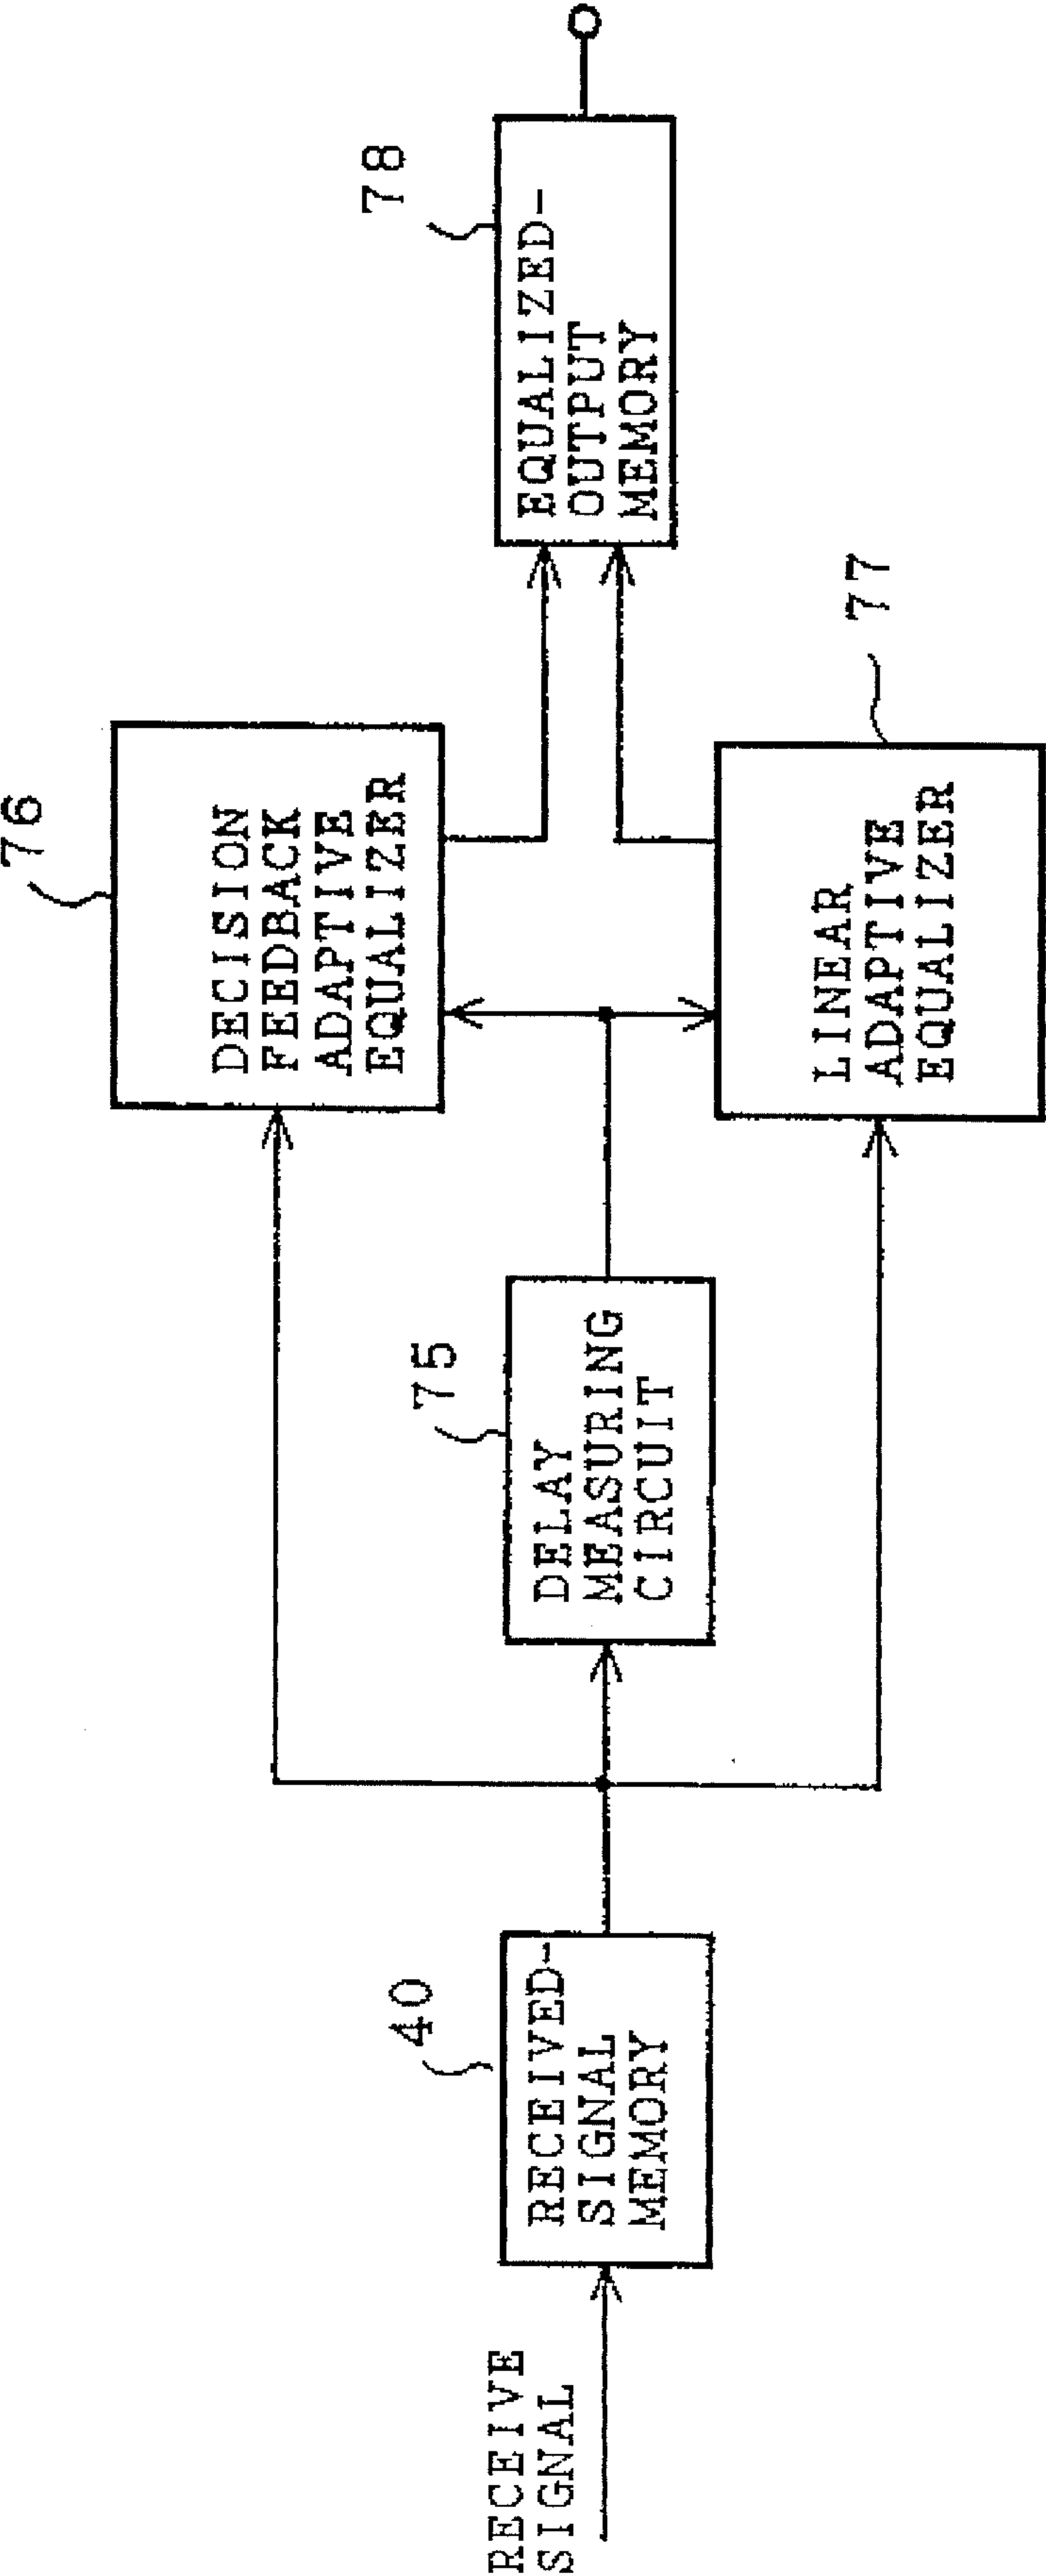 RECEIVE
SIGNAL
40
RECEIVED-
SIGNAL
MEMORY
75
DELAY
MEASURING
CIRCUIT
76
DECISION
FEEDBACK
ADAPTIVE
EQUALIZER
77
LINEAR
ADAPTIVE
EQUALIZER
78
EQUALIZED-
OUTPUT
MEMORY